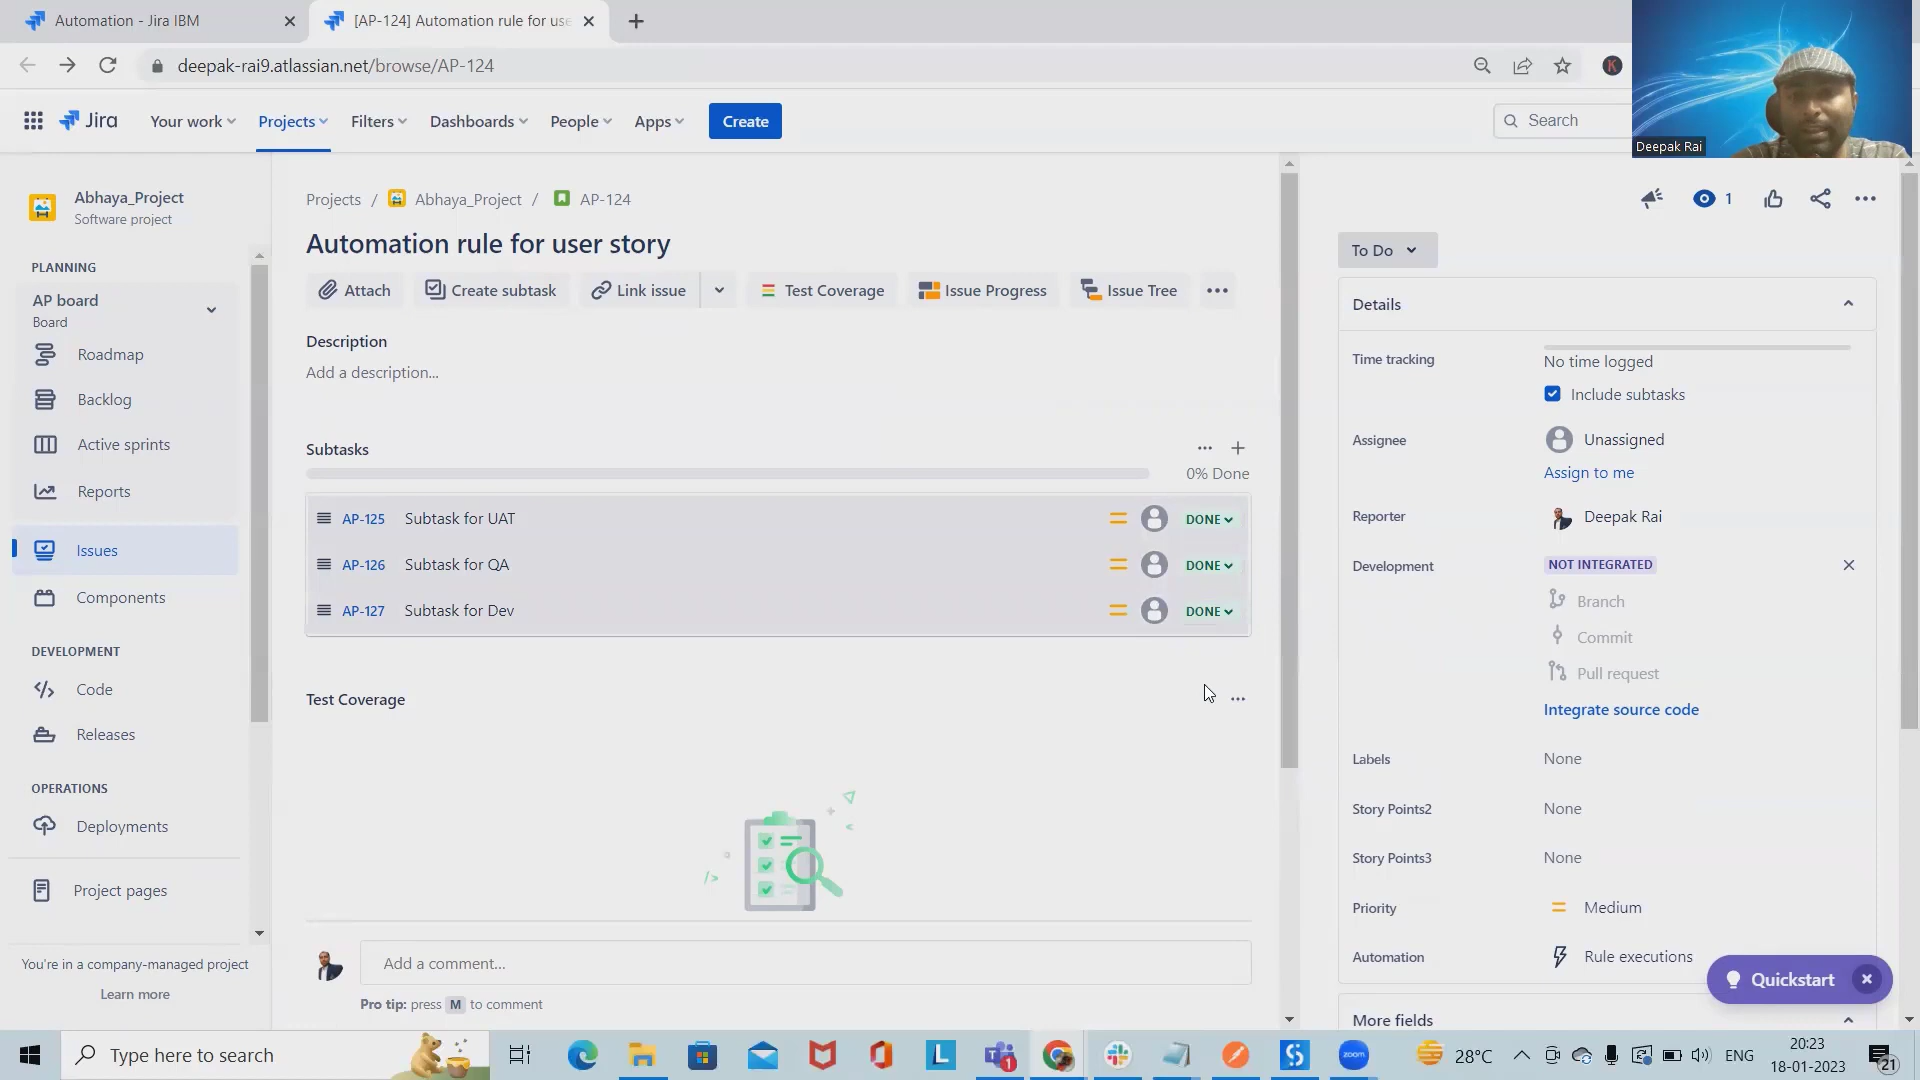 Automation - Jira IBM
[AP-124] Automation rule for use
deepak-rai9.atlassian.net/browse/AP-124
K
Jira
Your work
Projects
Filters
Dashboards
People
Apps
Create
Search
Deepak Rai
Abhaya_Project
Software project
PLANNING
AP board
Board
Roadmap
Backlog
Active sprints
Reports
Issues
Components
DEVELOPMENT
Code
Releases
OPERATIONS
Deployments
Project pages
You're in a company-managed project
Learn more
Projects / Abhaya_Project / AP-124
Automation rule for user story
Attach
Create subtask
Link issue
Test Coverage
Issue Progress
Issue Tree
Description
Add a description...
Subtasks
0% Done
AP-125 Subtask for UAT DONE
AP-126 Subtask for QA DONE
AP-127 Subtask for Dev DONE
Test Coverage
Add a comment...
Pro tip: press M to comment
1
To Do
Details
Time tracking
No time logged
Include subtasks
Assignee
Unassigned
Assign to me
Reporter
Deepak Rai
Development
NOT INTEGRATED
Branch
Commit
Pull request
Integrate source code
Labels
None
Story Points2
None
Story Points3
None
Priority
Medium
Automation
Rule executions
Quickstart
More fields
Type here to search
L
1
zoom
28°C
ENG
20:23
18-01-2023
21